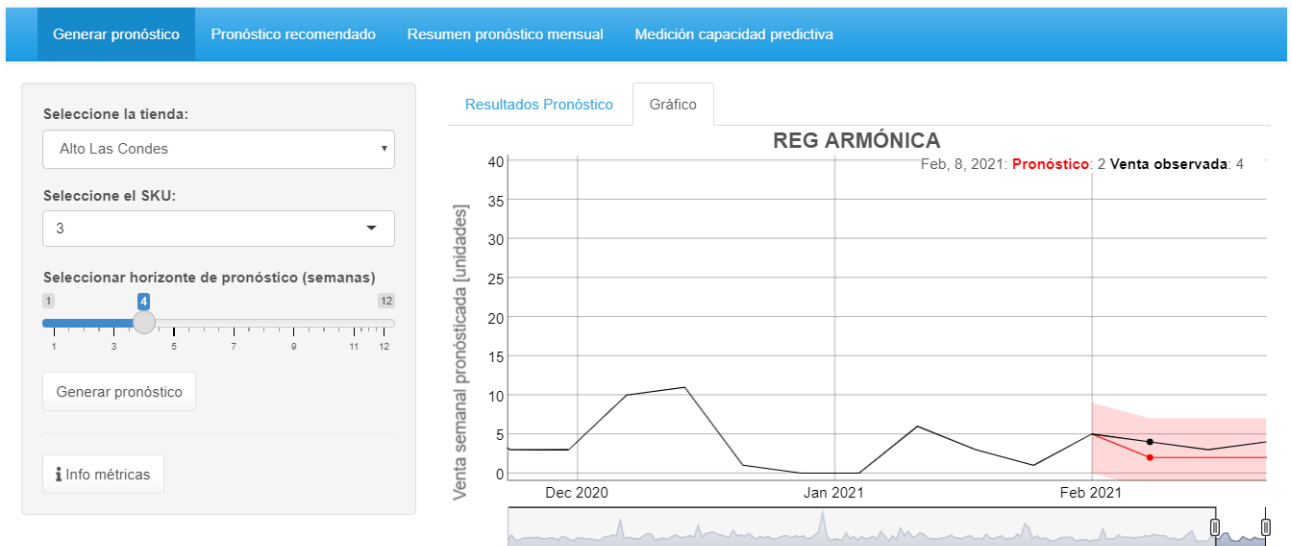 Generar pronóstico Pronóstico recomendado Resumen pronóstico mensual Medición capacidad predictiva
Seleccione la tienda:
Alto Las Condes
Seleccione el SKU:
3
Seleccionar horizonte de pronóstico (semanas)
1 4 12
1 3 5 7 9 11 12
Generar pronóstico
i Info métricas
Resultados Pronóstico Gráfico
REG ARMÓNICA
Feb, 8, 2021: Pronóstico: 2 Venta observada: 4
Venta semanal pronósticada [unidades]
40
35
30
25
20
15
10
5
0
Dec 2020 Jan 2021 Feb 2021